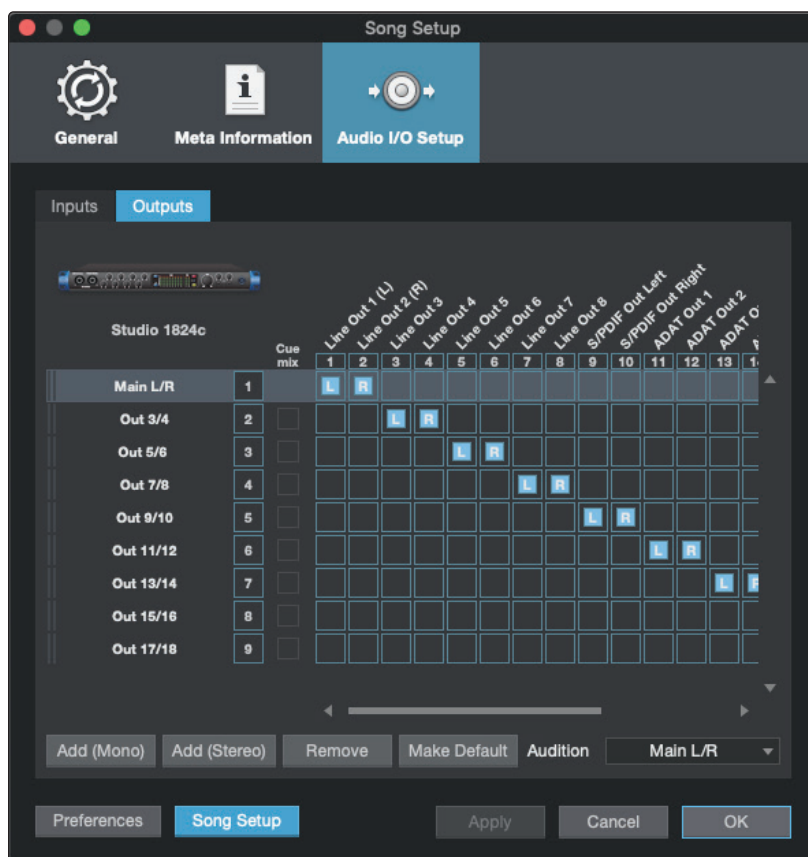 Song Setup
General
Meta Information
Audio I/O Setup
Inputs
Outputs
Studio 1824c
Cue
mix
Line Out 1 (L)
Line Out 2 (R)
Line Out 3
Line Out 4
Line Out 5
Line Out 6
Line Out 7
Line Out 8
S/PDIF Out Left
S/PDIF Out Right
ADAT Out 1
ADAT Out 2
ADAT
1 2 3 4 5 6 7 8 9 10 11 12 13
Main L/R 1 L R
Out 3/4 2 L R
Out 5/6 3 L R
Out 7/8 4 L R
Out 9/10 5 L R
Out 11/12 6 L R
Out 13/14 7 L
Out 15/16 8
Out 17/18 9
Add (Mono)
Add (Stereo)
Remove
Make Default
Audition
Main L/R
Preferences
Song Setup
Apply
Cancel
OK